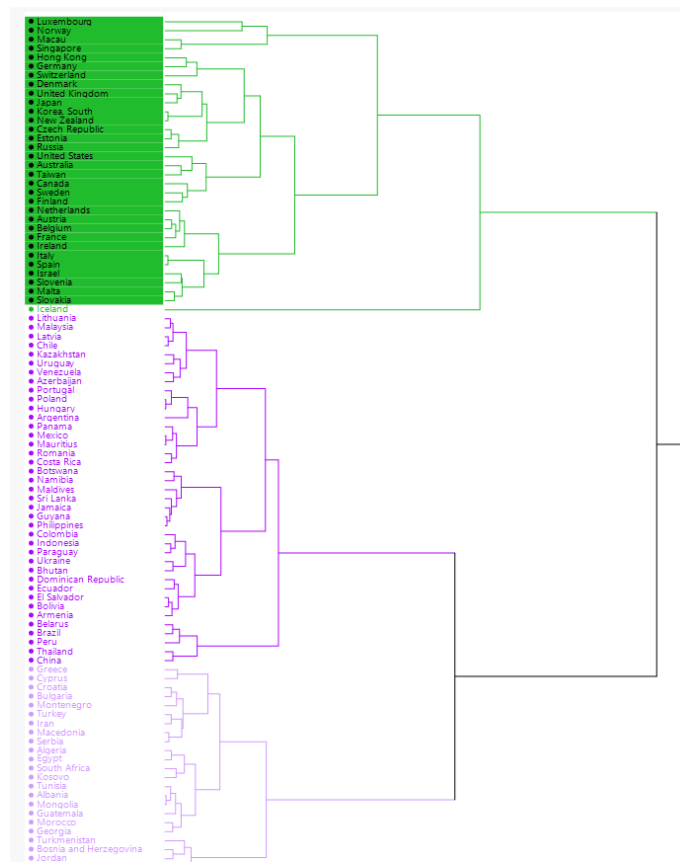 Luxembourg
Norway
Macau
Singapore
Hong Kong
Germany
Switzerland
Denmark
United Kingdom
Japan
Korea, South
New Zealand
Czech Republic
Estonia
Russia
United States
Australia
Taiwan
Canada
Sweden
Finland
Netherlands
Austria
Belgium
France
Ireland
Italy
Spain
Israel
Slovenia
Malta
Slovakia
Iceland
Lithuania
Malaysia
Latvia
Chile
Kazakhstan
Uruguay
Venezuela
Azerbaijan
Portugal
Poland
Hungary
Argentina
Panama
Mexico
Mauritius
Romania
Costa Rica
Botswana
Namibia
Maldives
Sri Lanka
Jamaica
Guyana
Philippines
Colombia
Indonesia
Paraguay
Ukraine
Bhutan
Dominican Republic
Ecuador
El Salvador
Bolivia
Armenia
Belarus
Brazil
Peru
Thailand
China
Greece
Cyprus
Croatia
Bulgaria
Montenegro
Turkey
Iran
Macedonia
Serbia
Algeria
Egypt
South Africa
Kosovo
Tunisia
Albania
Mongolia
Guatemala
Morocco
Georgia
Turkmenistan
Bosnia and Herzegovina
Jordan